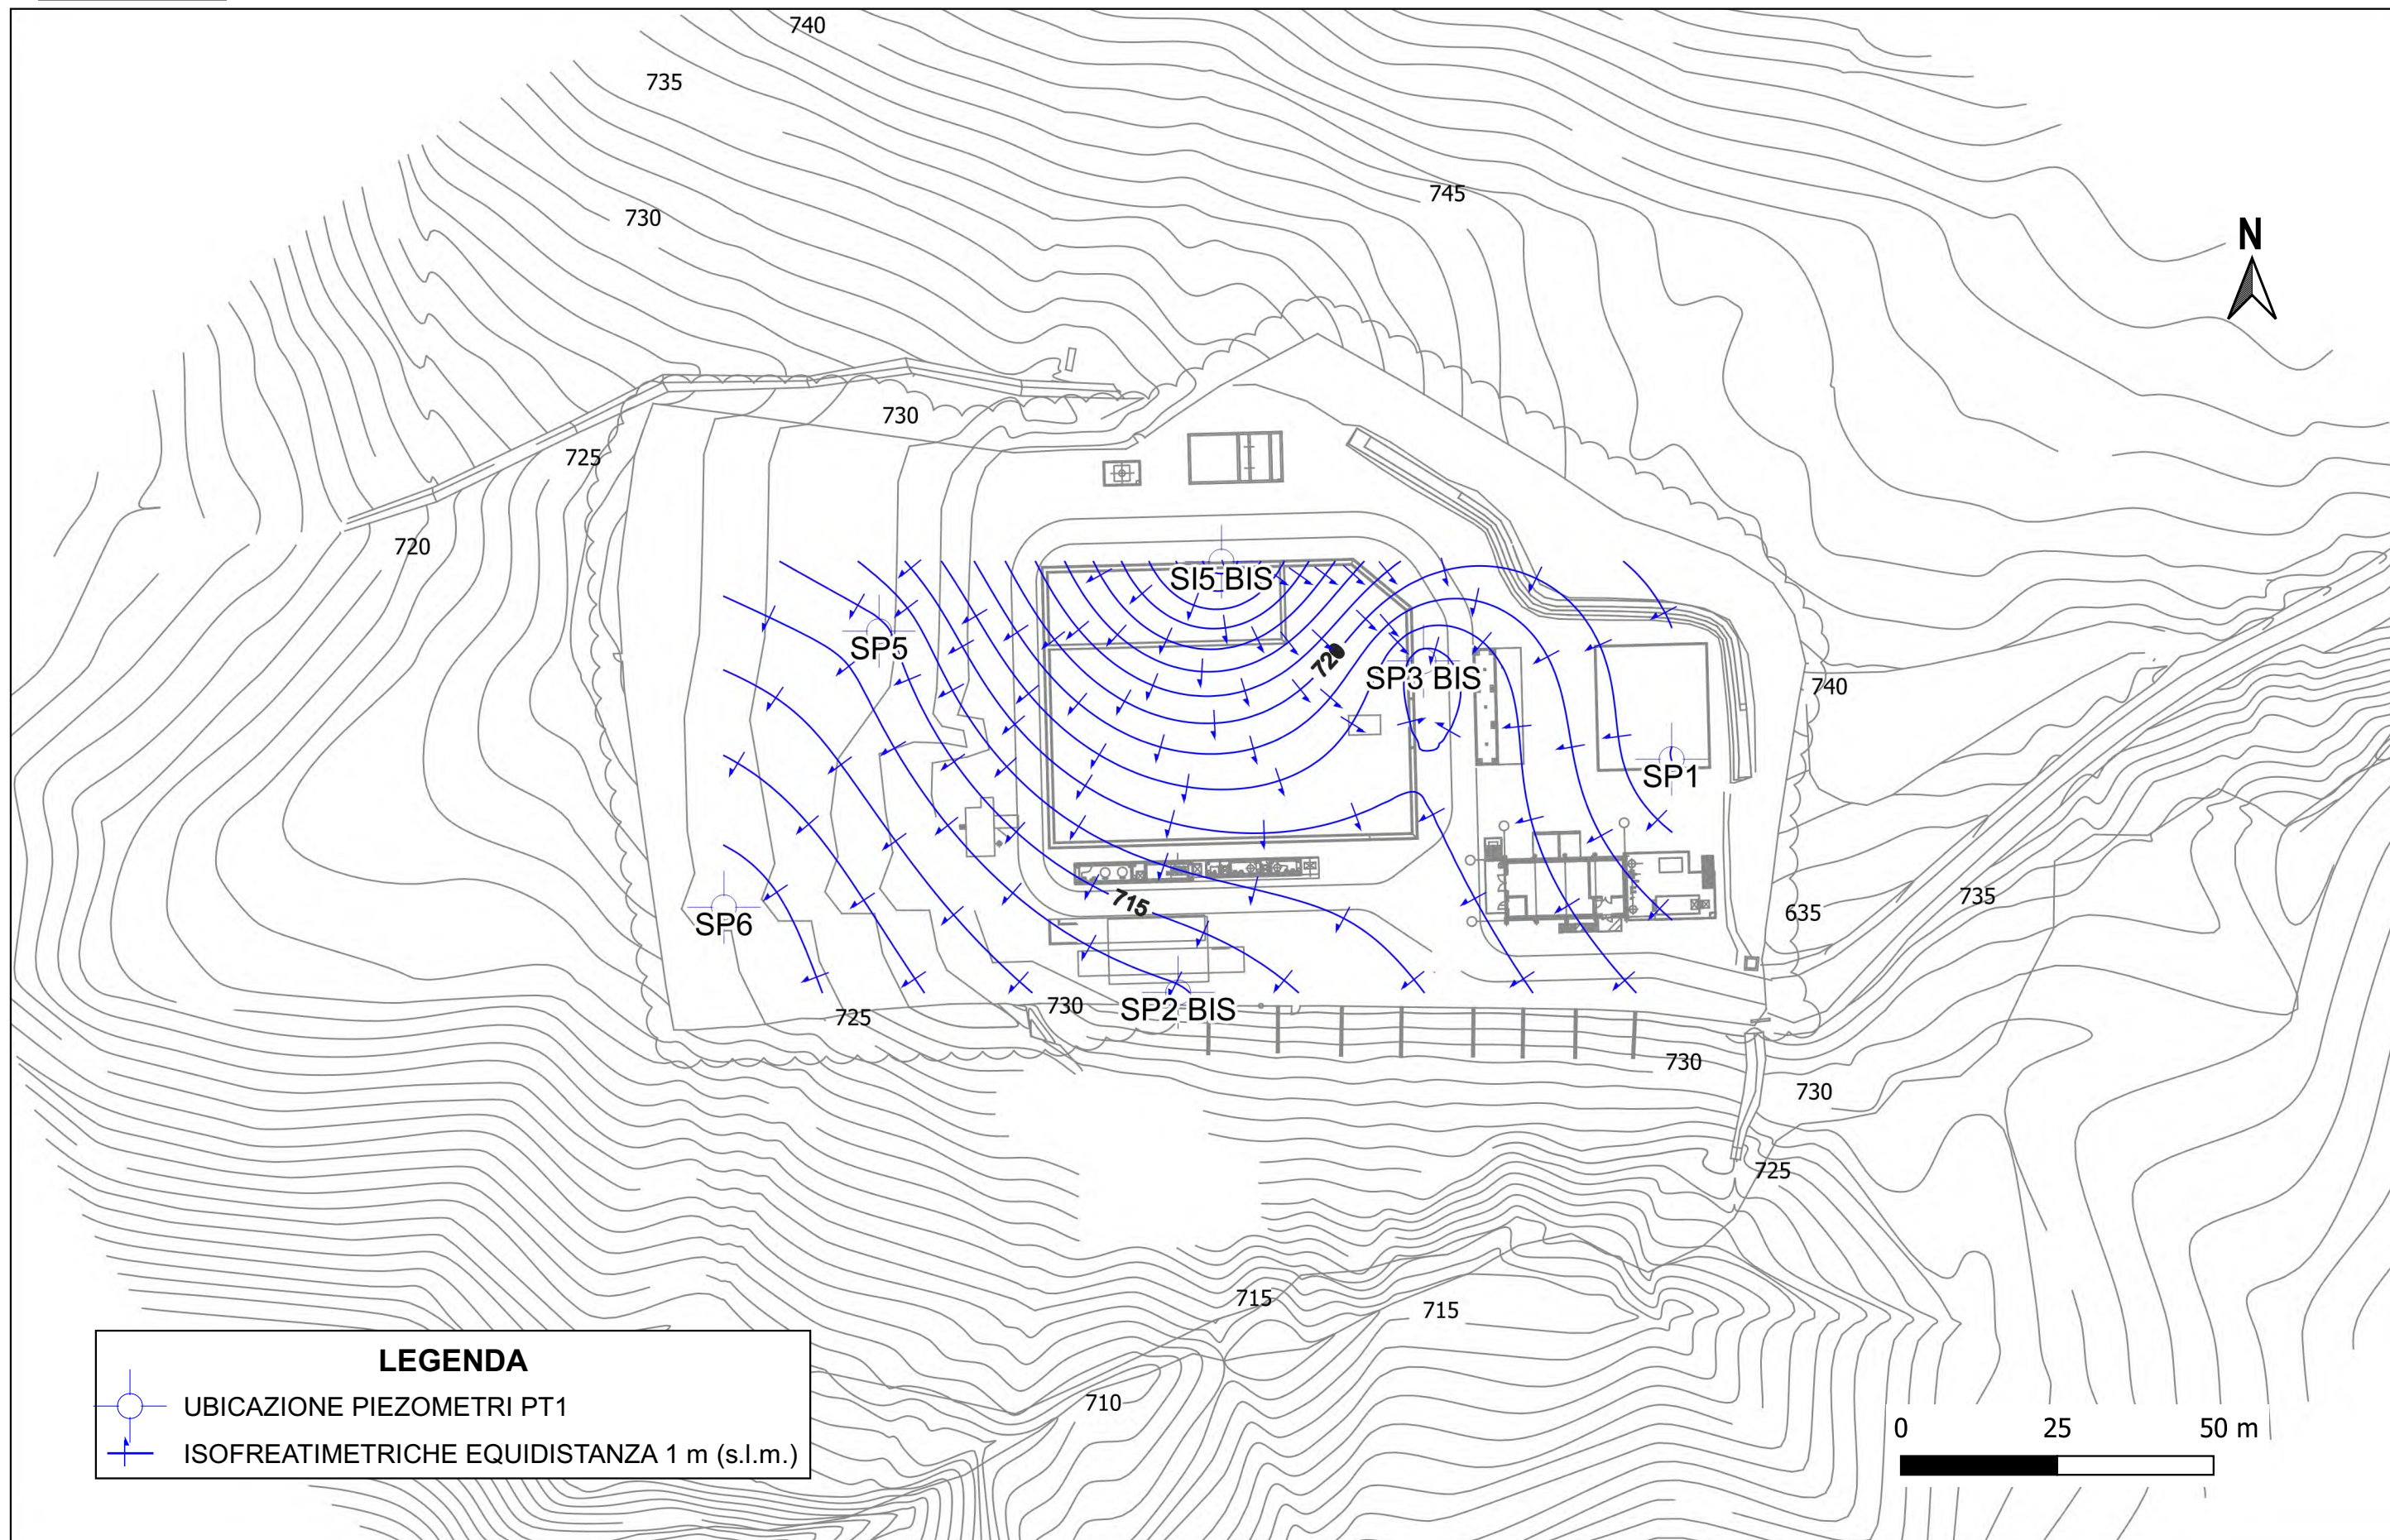 740
735
745
730
N
730
725
720
SI5 BIS
SP5
720
SP3 BIS
740
SP1
715
735
635
SP6
730
SP2 BIS
725
730
730
725
715
715
LEGENDA
710
UBICAZIONE PIEZOMETRI PT1
0 25 50 m
ISOFREATIMETRICHE EQUIDISTANZA 1 m (s.l.m.)